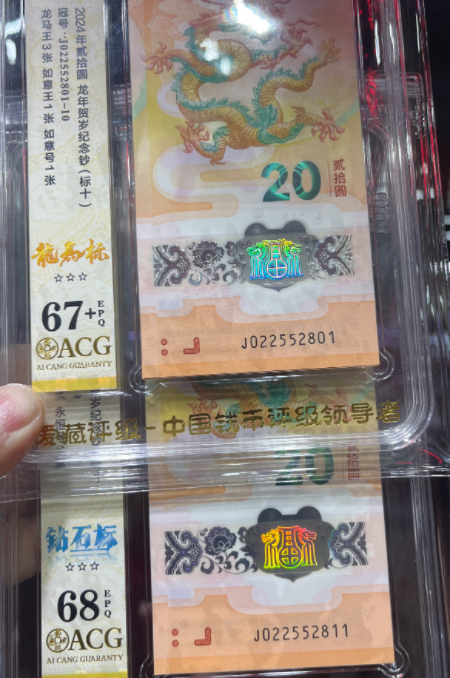 2024年贰拾圆 龙年贺岁纪念钞(标十)
冠号:J022552801-10
龙马王3张 如意王1张 如意号1张
龍马标
☆☆☆
67+ EPQ
ACG
AI CANG GUARANTY
20 贰拾圆
J022552801
爱藏评级-中国钱币评级领导者
钻石标
☆☆☆
68 EPQ
ACG
AI CANG GUARANTY
20
J022552811